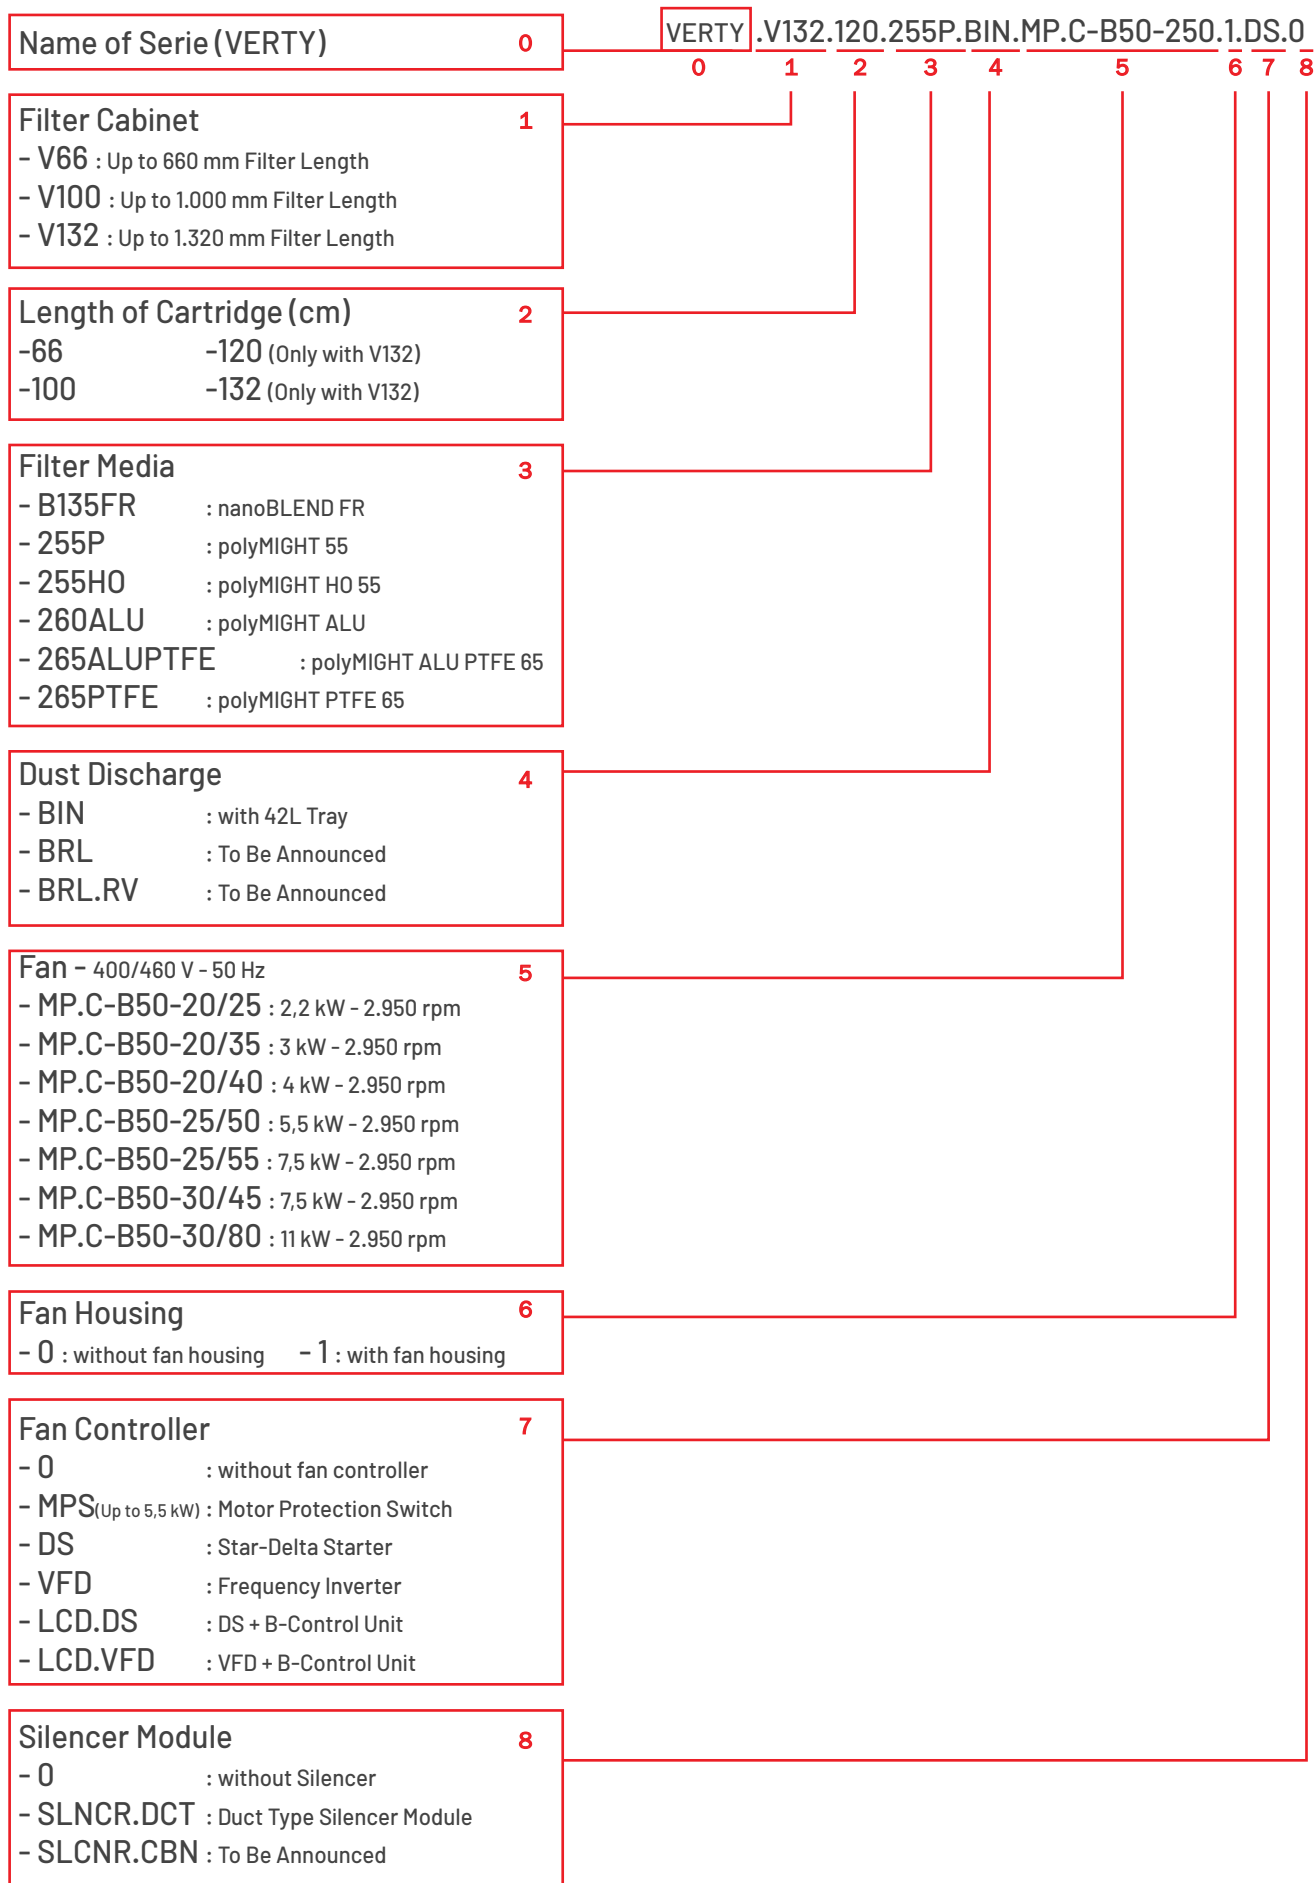 Name of Serie (VERTY) 0
VERTY .V132.120.255P.BIN.MP.C-B50-250.1.DS.0
0 1 2 3 4 5 6 7 8
Filter Cabinet 1
- V66 : Up to 660 mm Filter Length
- V100 : Up to 1.000 mm Filter Length
- V132 : Up to 1.320 mm Filter Length
Length of Cartridge (cm) 2
-66 -120 (Only with V132)
-100 -132 (Only with V132)
Filter Media 3
- B135FR : nanoBLEND FR
- 255P : polyMIGHT 55
- 255HO : polyMIGHT HO 55
- 260ALU : polyMIGHT ALU
- 265ALUPTFE : polyMIGHT ALU PTFE 65
- 265PTFE : polyMIGHT PTFE 65
Dust Discharge 4
- BIN : with 42L Tray
- BRL : To Be Announced
- BRL.RV : To Be Announced
Fan - 400/460 V - 50 Hz 5
- MP.C-B50-20/25 : 2,2 kW - 2.950 rpm
- MP.C-B50-20/35 : 3 kW - 2.950 rpm
- MP.C-B50-20/40 : 4 kW - 2.950 rpm
- MP.C-B50-25/50 : 5,5 kW - 2.950 rpm
- MP.C-B50-25/55 : 7,5 kW - 2.950 rpm
- MP.C-B50-30/45 : 7,5 kW - 2.950 rpm
- MP.C-B50-30/80 : 11 kW - 2.950 rpm
Fan Housing 6
- 0 : without fan housing - 1 : with fan housing
Fan Controller 7
- 0 : without fan controller
- MPS(Up to 5,5 kW) : Motor Protection Switch
- DS : Star-Delta Starter
- VFD : Frequency Inverter
- LCD.DS : DS + B-Control Unit
- LCD.VFD : VFD + B-Control Unit
Silencer Module 8
- 0 : without Silencer
- SLNCR.DCT : Duct Type Silencer Module
- SLCNR.CBN : To Be Announced